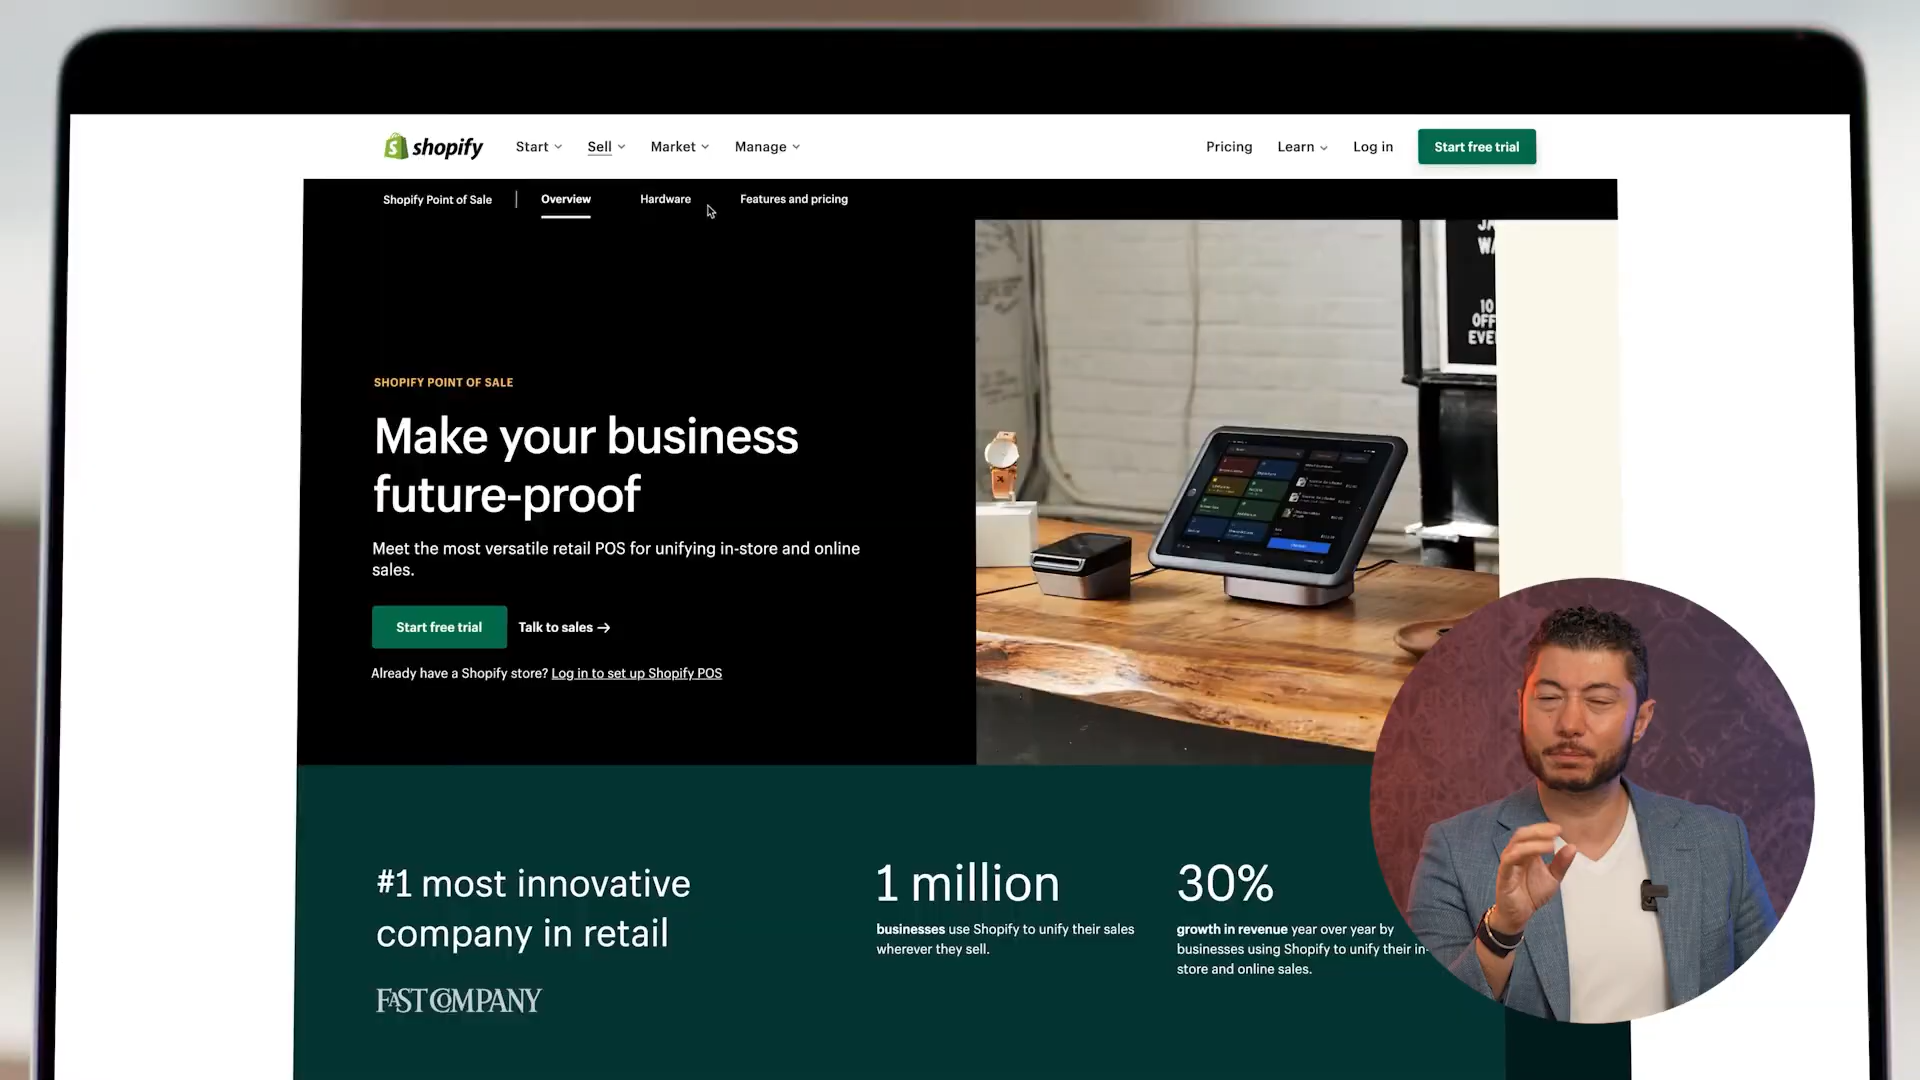 shopify
Start
Sell
Market
Manage
Pricing
Learn
Log in
Start free trial
Shopify Point of Sale
Overview
Hardware
Features and pricing
SHOPIFY POINT OF SALE
Make your business
future-proof
Meet the most versatile retail POS for unifying in-store and online
sales.
Start free trial
Talk to sales →
Already have a Shopify store? Log in to set up Shopify POS
10
OFF
EVE
#1 most innovative
company in retail
FAST COMPANY
1 million
businesses use Shopify to unify their sales
wherever they sell.
30%
growth in revenue year over year by
businesses using Shopify to unify their in-
store and online sales.